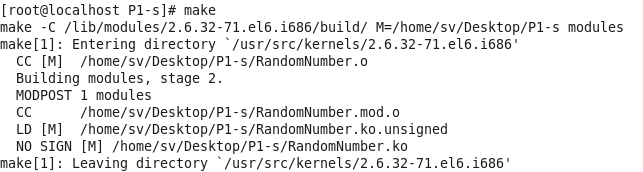 [root@localhost P1-s]# make
make -C /lib/modules/2.6.32-71.el6.i686/build/ M=/home/sv/Desktop/P1-s modules
make[1]: Entering directory `/usr/src/kernels/2.6.32-71.el6.i686'
  CC [M]  /home/sv/Desktop/P1-s/RandomNumber.o
  Building modules, stage 2.
  MODPOST 1 modules
  CC      /home/sv/Desktop/P1-s/RandomNumber.mod.o
  LD [M]  /home/sv/Desktop/P1-s/RandomNumber.ko.unsigned
  NO SIGN [M] /home/sv/Desktop/P1-s/RandomNumber.ko
make[1]: Leaving directory `/usr/src/kernels/2.6.32-71.el6.i686'